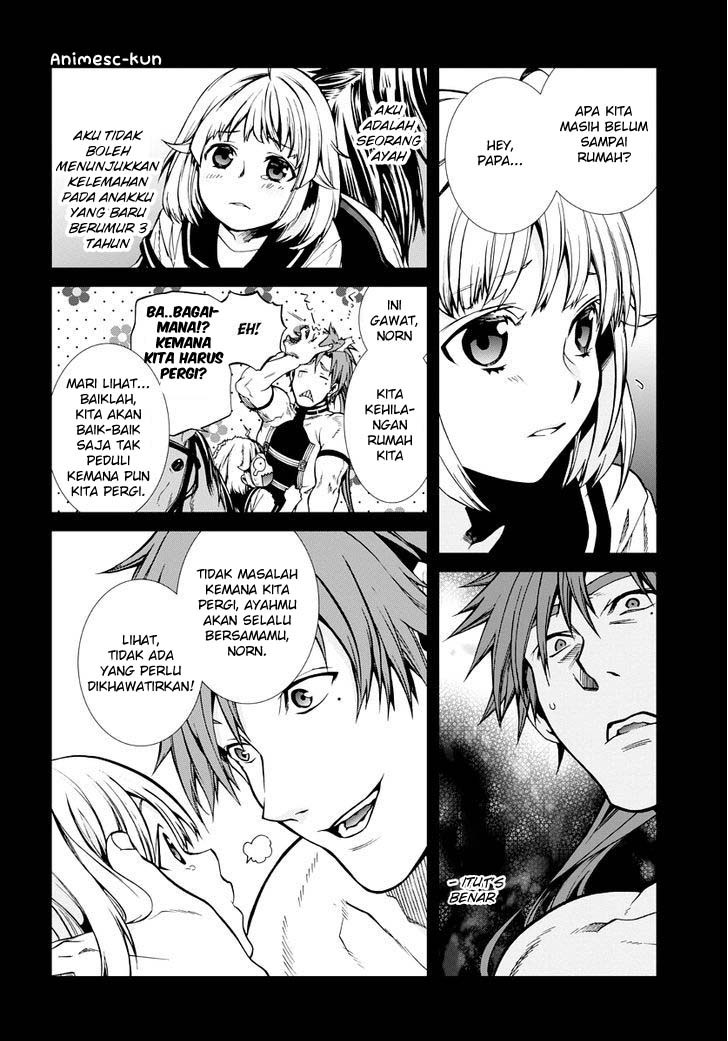 Animesc-kun
APA KITA
MASIH BELUM
SAMPAI
RUMAH?
HEY,
PAPA...
- ITUTS
BENAR
AKU
ADALAH
SEORANG
AYAH
AKU TIDAK
BOLEH
MENUNJUKKAN
KELEMAHAN
PADA ANAKKU
YANG BARU
BERUMUR 3
TAHUN
INI
GAWAT,
NORN
KITA
KEHILA-
NGAN
RUMAH
KITA
EH!
BA..BAGAI-
MANA!?
KEMANA
KITA HARUS
PERGI?
MARI LIHAT...
BAIKLAH,
KITA AKAN
BAIK-BAIK
SAJA TAK
PEDULI
KEMANA PUN
KITA PERGI.
TIDAK MASALAH
KEMANA KITA
PERGI, AYAHMU
AKAN SELALU
BERSAMAMU,
NORN.
LIHAT,
TIDAK ADA
YANG PERLU
DIKHAWATIRKAN!